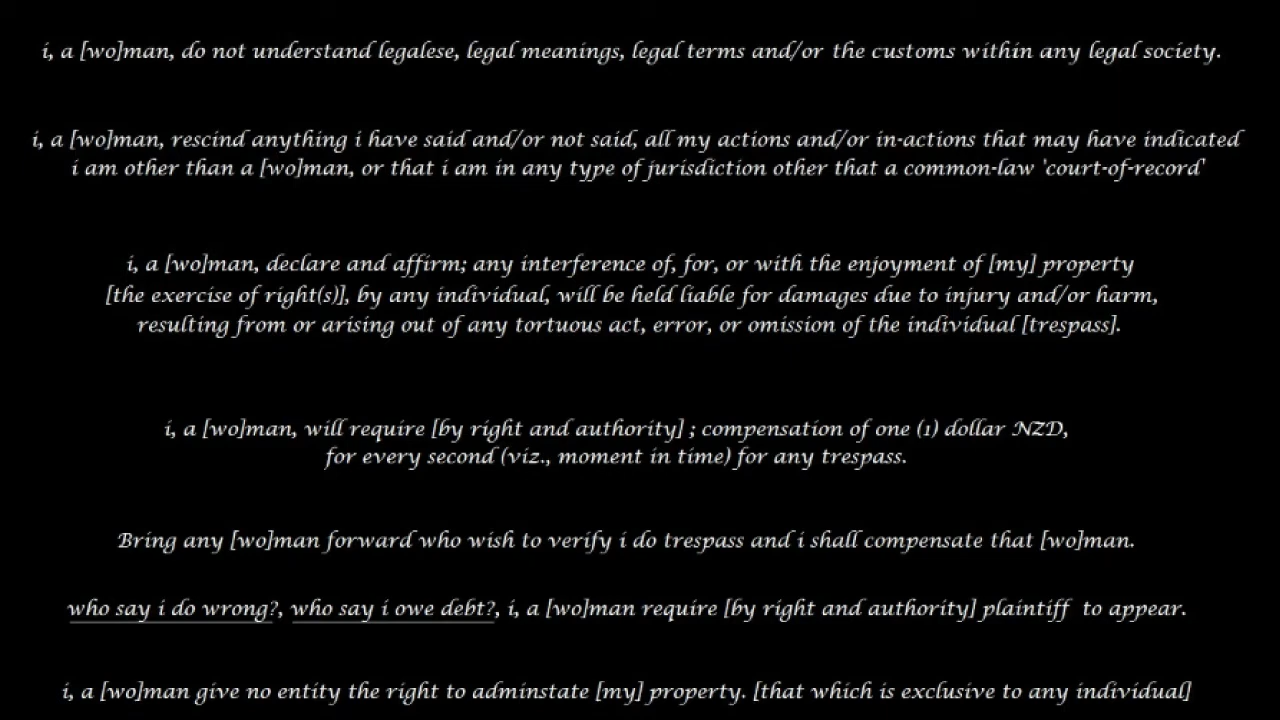 i, a [wo]man, do not understand legalese, legal meanings, legal terms and/or the customs within any legal society.
i, a [wo]man, rescind anything i have said and/or not said, all my actions and/or in-actions that may have indicated
i am other than a [wo]man, or that i am in any type of jurisdiction other that a common-law 'court-of-record'
i, a [wo]man, declare and affirm; any interference of, for, or with the enjoyment of [my] property
[the exercise of right(s)], by any individual, will be held liable for damages due to injury and/or harm,
resulting from or arising out of any tortuous act, error, or omission of the individual [trespass].
i, a [wo]man, will require [by right and authority] ; compensation of one (1) dollar NZD,
for every second (viz., moment in time) for any trespass.
Bring any [wo]man forward who wish to verify i do trespass and i shall compensate that [wo]man.
who say i do wrong?, who say i owe debt?, i, a [wo]man require [by right and authority] plaintiff to appear.
i, a [wo]man give no entity the right to adminstate [my] property. [that which is exclusive to any individual]